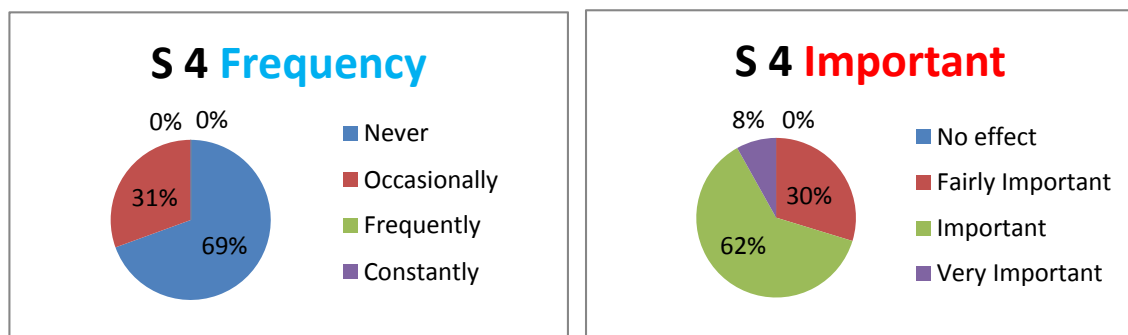 S 4 Frequency
0% 0%
31%
69%
Never
Occasionally
Frequently
Constantly
S 4 Important
8% 0%
30%
62%
No effect
Fairly Important
Important
Very Important